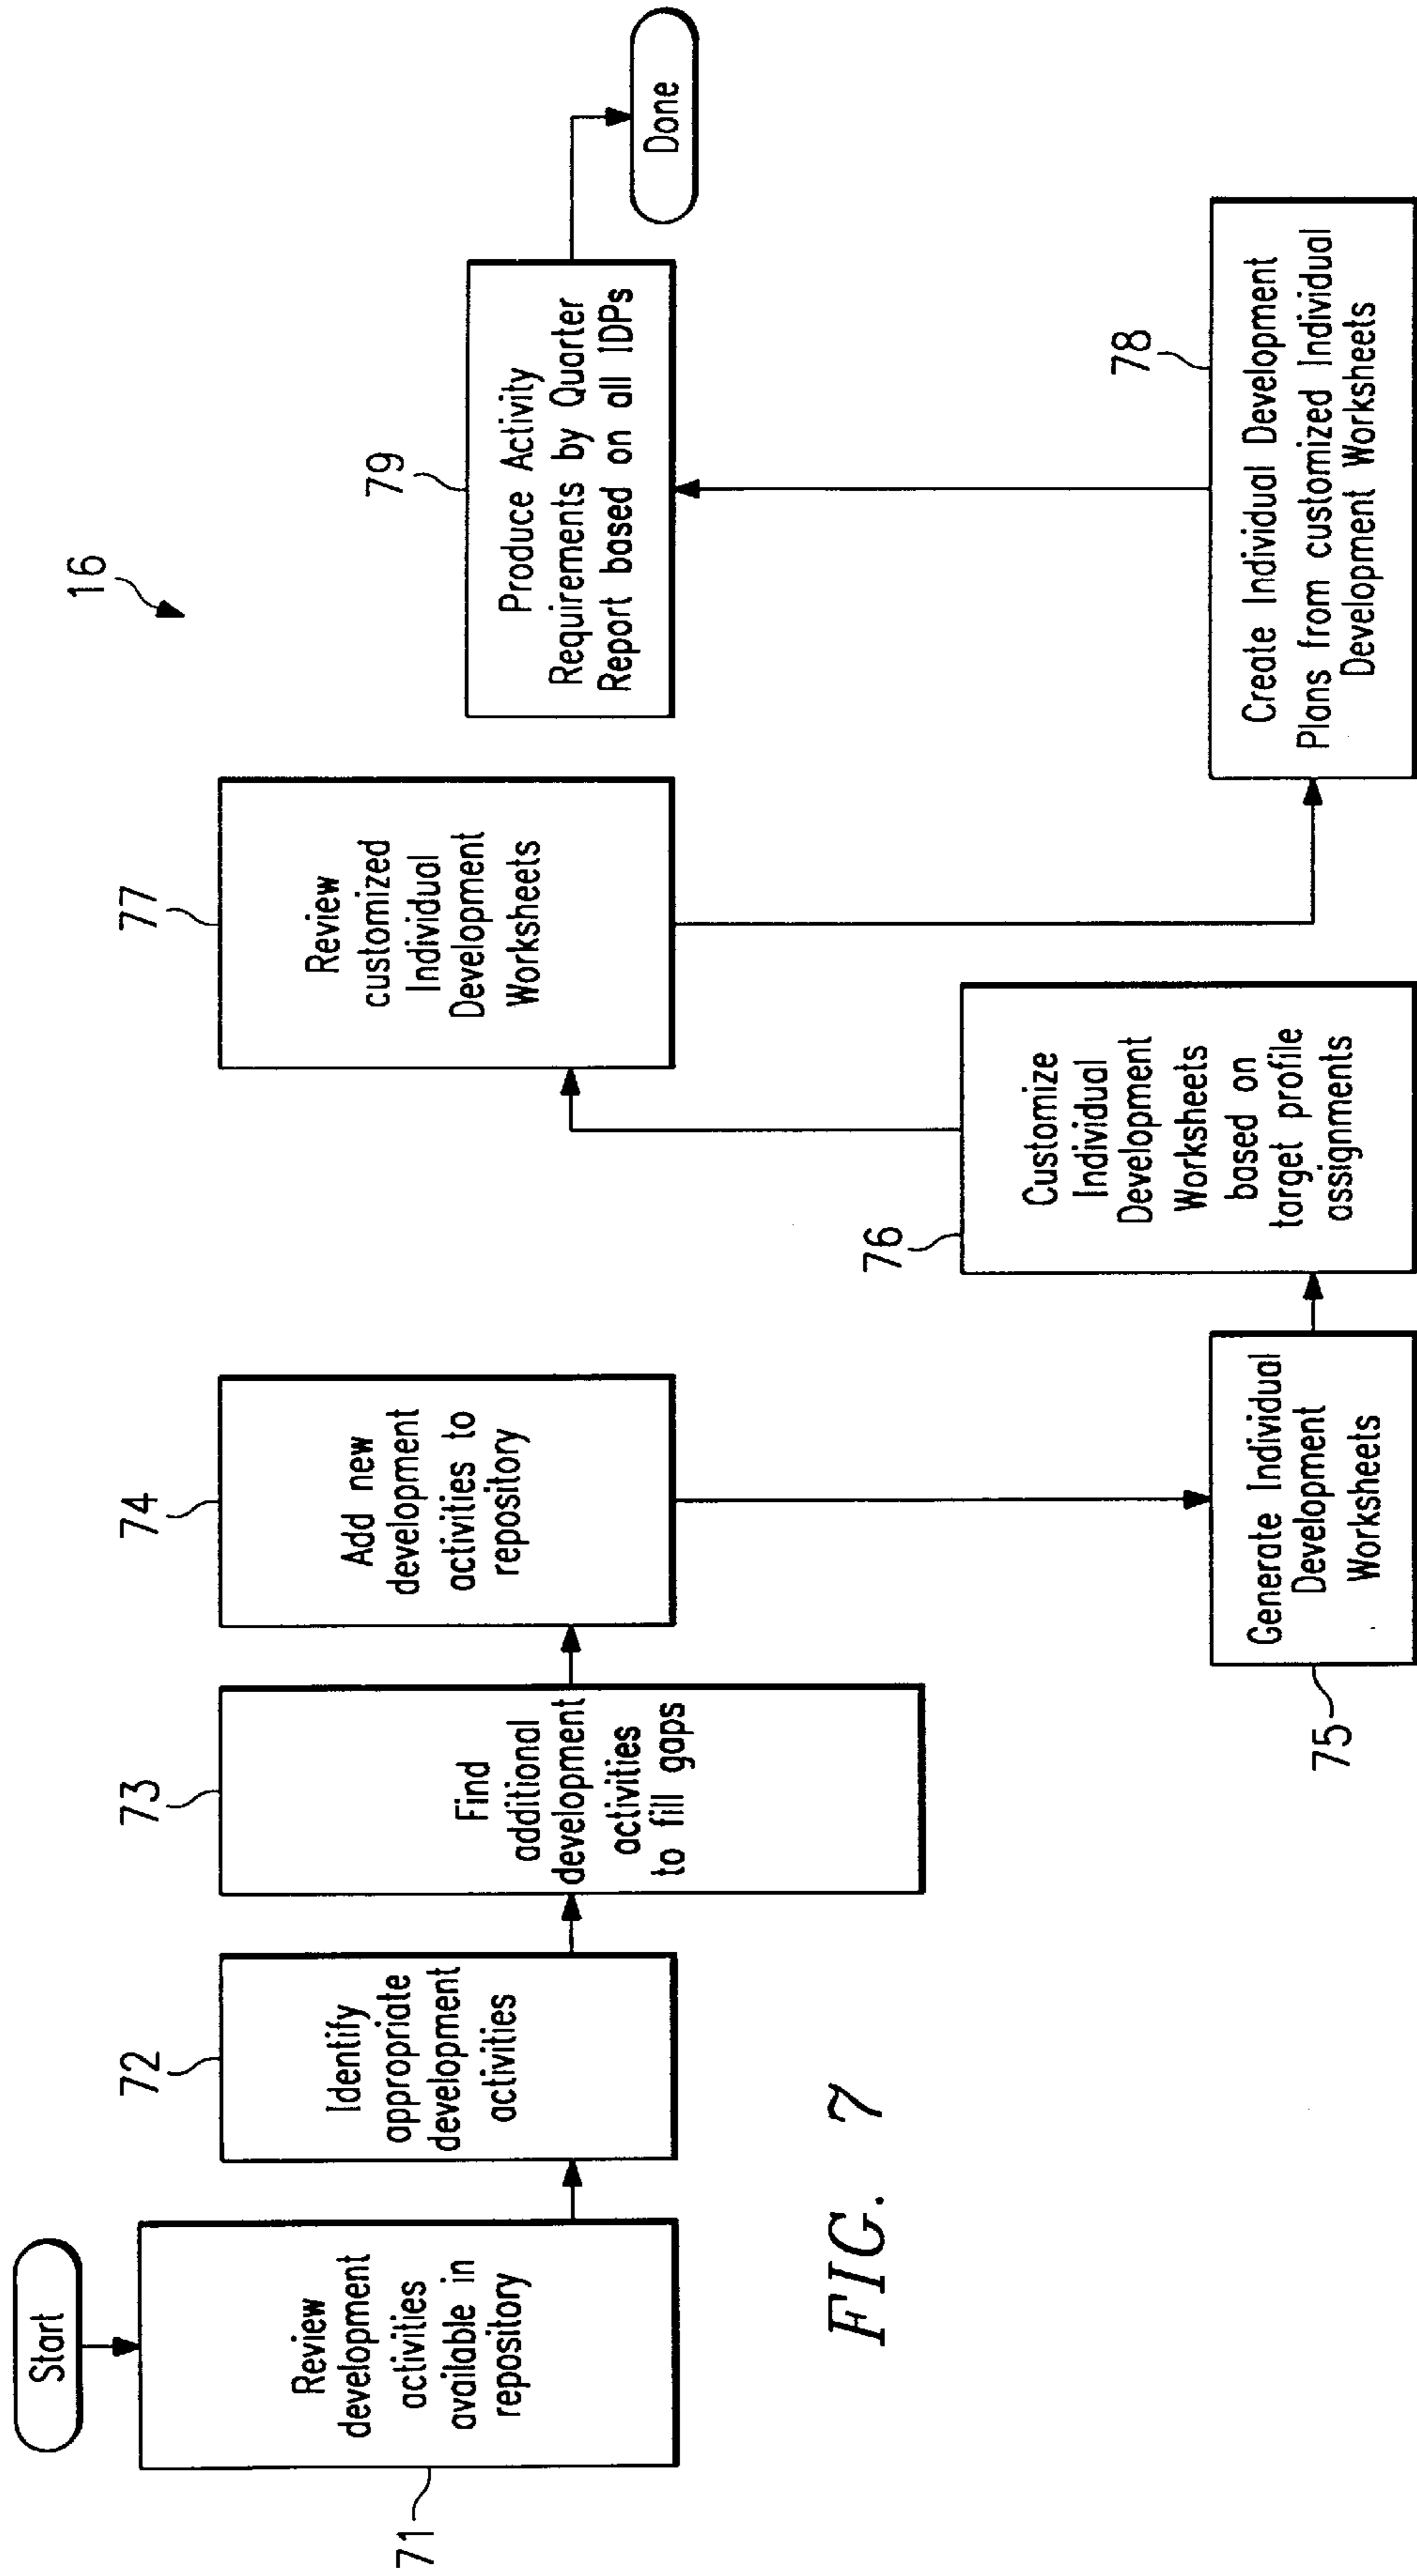 16
Start
71
Review
development
activities
available in
repository
72
Identify
appropriate
development
activities
73
Find
additional
development
activities
to fill gaps
74
Add new
development
activities to
repository
75
Generate Individual
Development
Worksheets
76
Customize
Individual
Development
Worksheets
based on
target profile
assignments
77
Review
customized
Individual
Development
Worksheets
78
Create Individual Development
Plans from customized Individual
Development Worksheets
79
Produce Activity
Requirements by Quarter
Report based on all IDPs
Done
FIG. 7